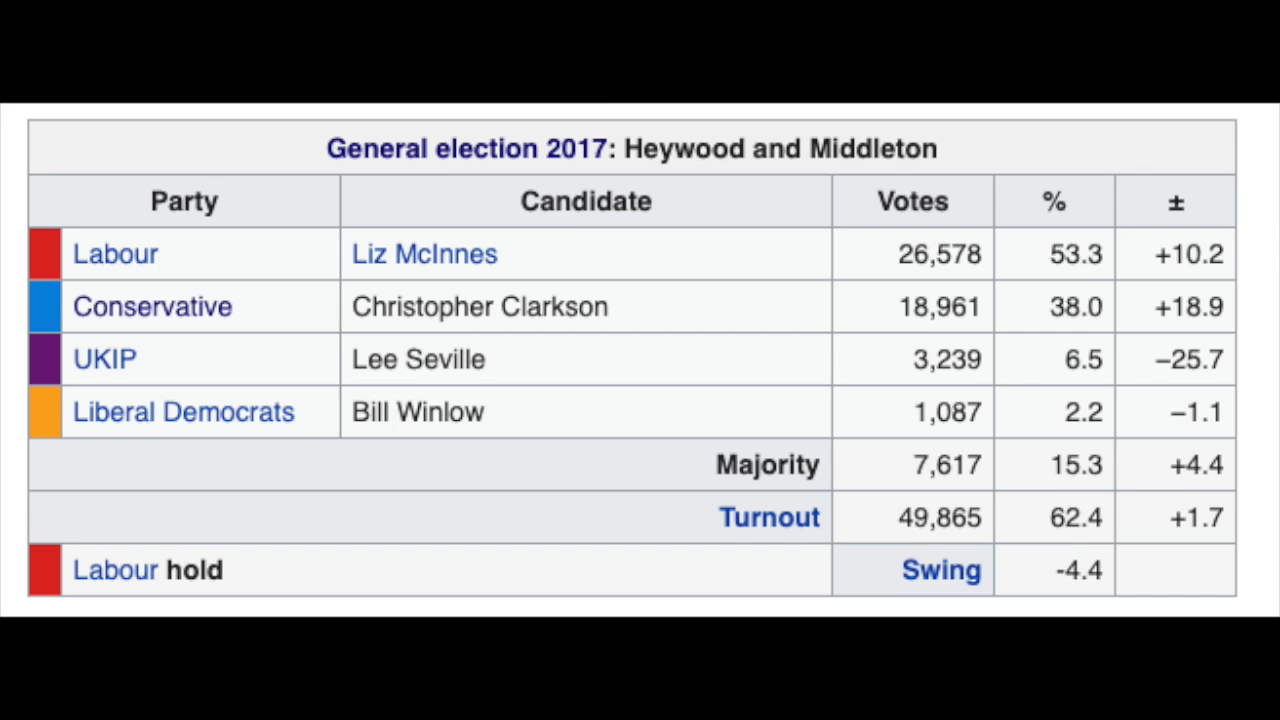 General election 2017: Heywood and Middleton
Party Candidate Votes % ±
Labour Liz McInnes 26,578 53.3 +10.2
Conservative Christopher Clarkson 18,961 38.0 +18.9
UKIP Lee Seville 3,239 6.5 −25.7
Liberal Democrats Bill Winlow 1,087 2.2 −1.1
Majority 7,617 15.3 +4.4
Turnout 49,865 62.4 +1.7
Labour hold Swing -4.4